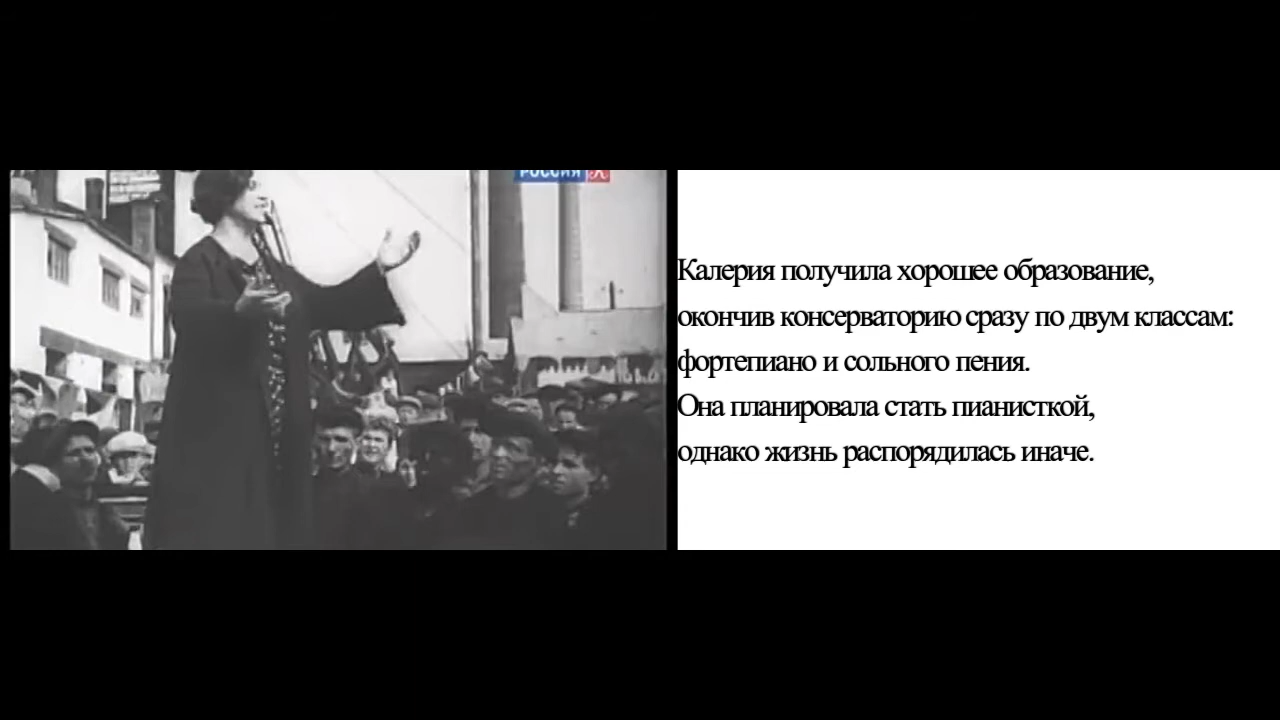 РОССИЯ К
Калерия получила хорошее образование,
окончив консерваторию сразу по двум классам:
фортепиано и сольного пения.
Она планировала стать пианисткой,
однако жизнь распорядилась иначе.